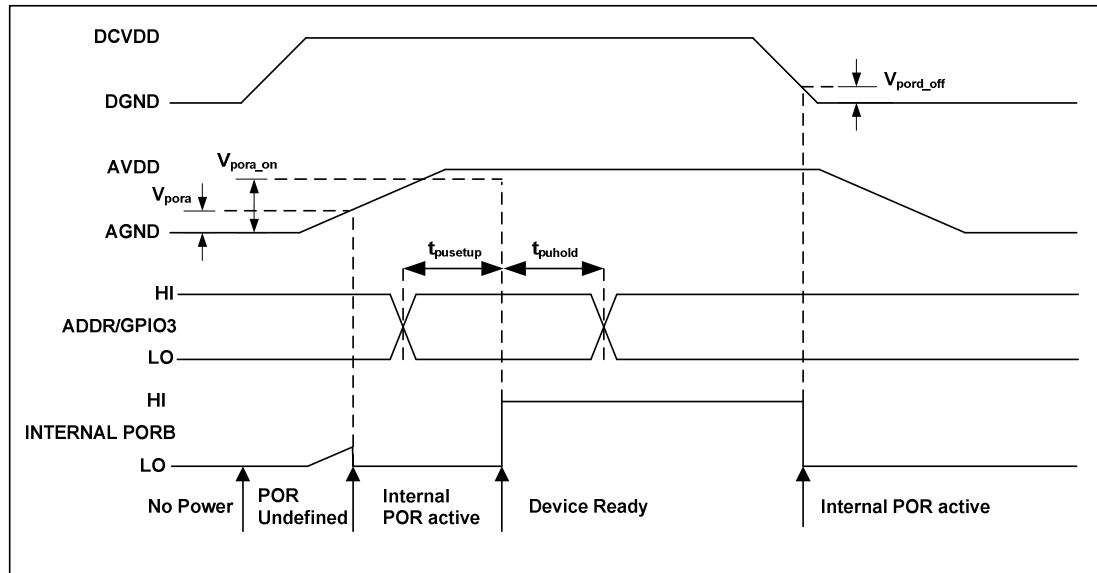 DCVDD
DGND
Vpord_off
AVDD
Vpora_on
Vpora
AGND
tpusetup
tpuhold
HI
ADDR/GPIO3
LO
HI
INTERNAL PORB
LO
No Power
POR
Undefined
Internal
POR active
Device Ready
Internal POR active